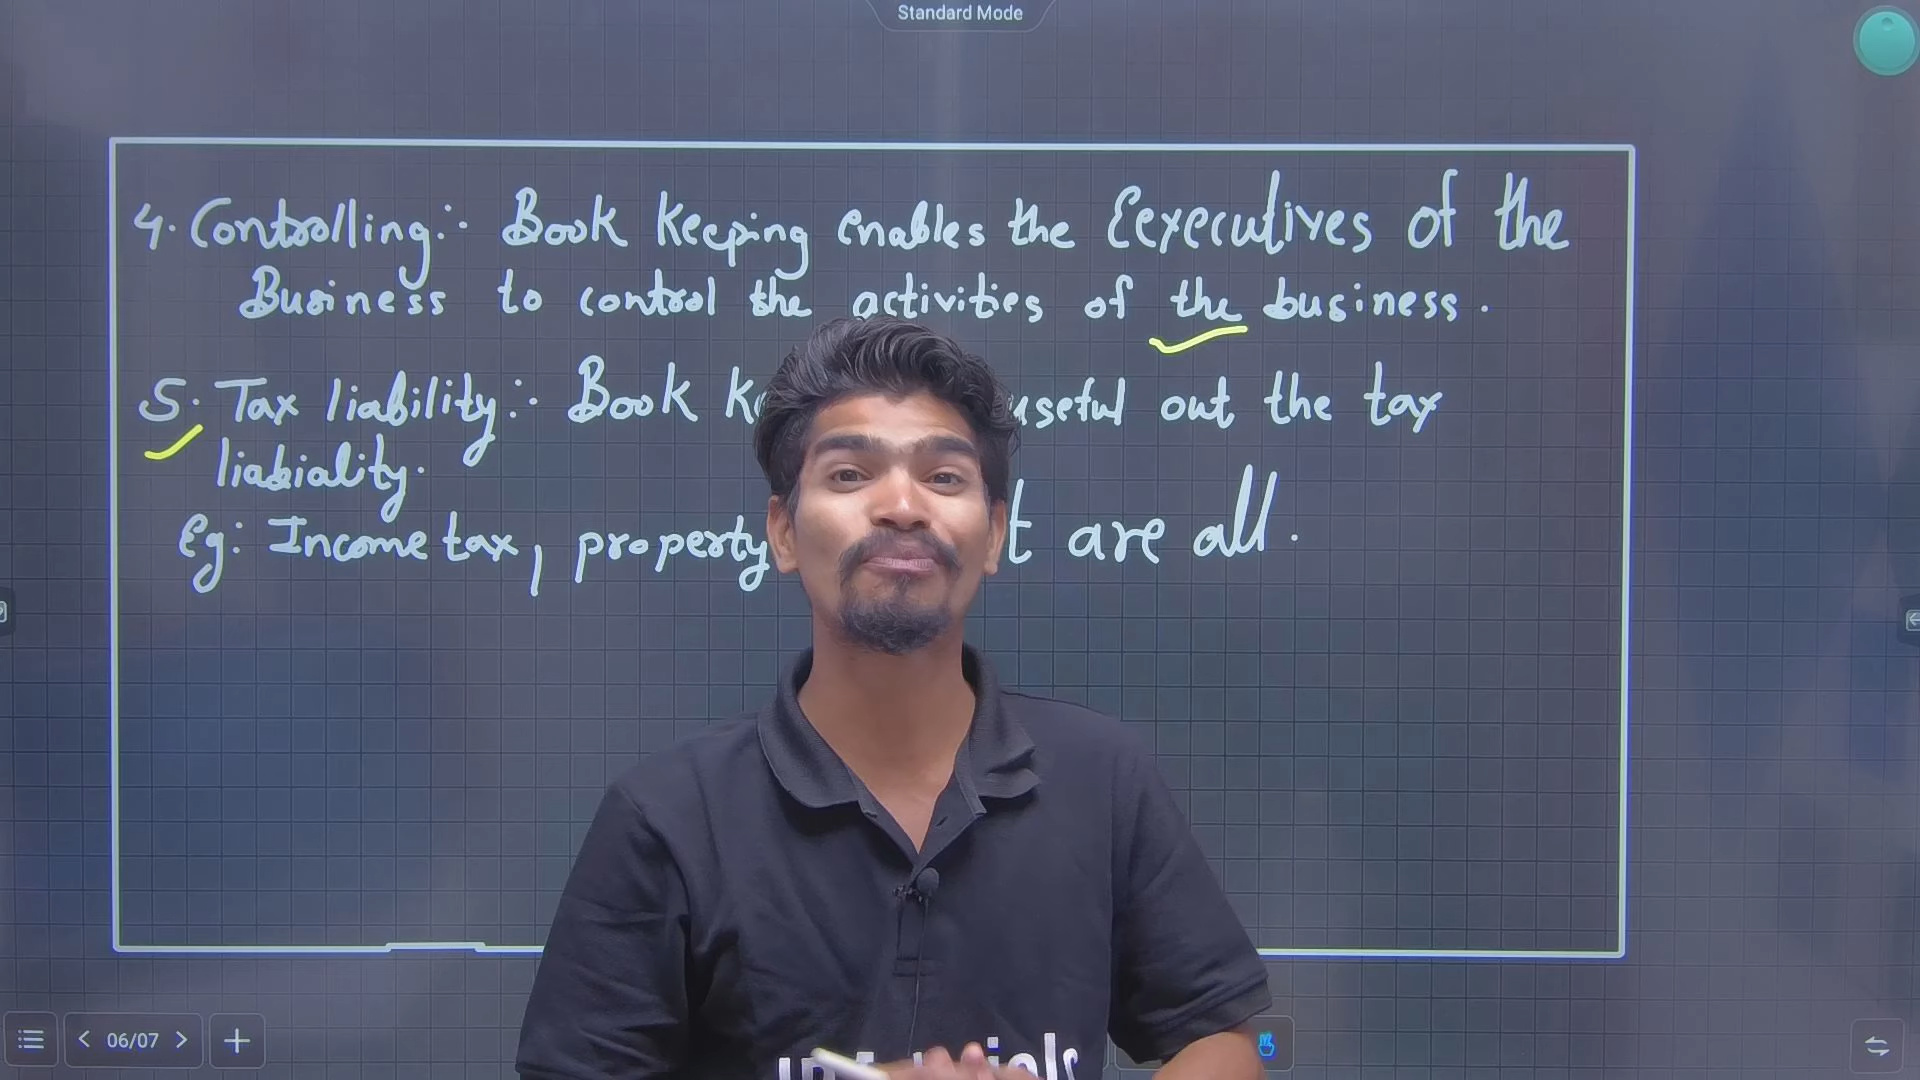 Standard Mode
4. Controlling:- Book Keeping enables the Eexecutives of the
Business to control the activities of the business.
5. Tax liability:- Book useful out the tax
liabiality.
Eg: Income tax, property are all.
06/07